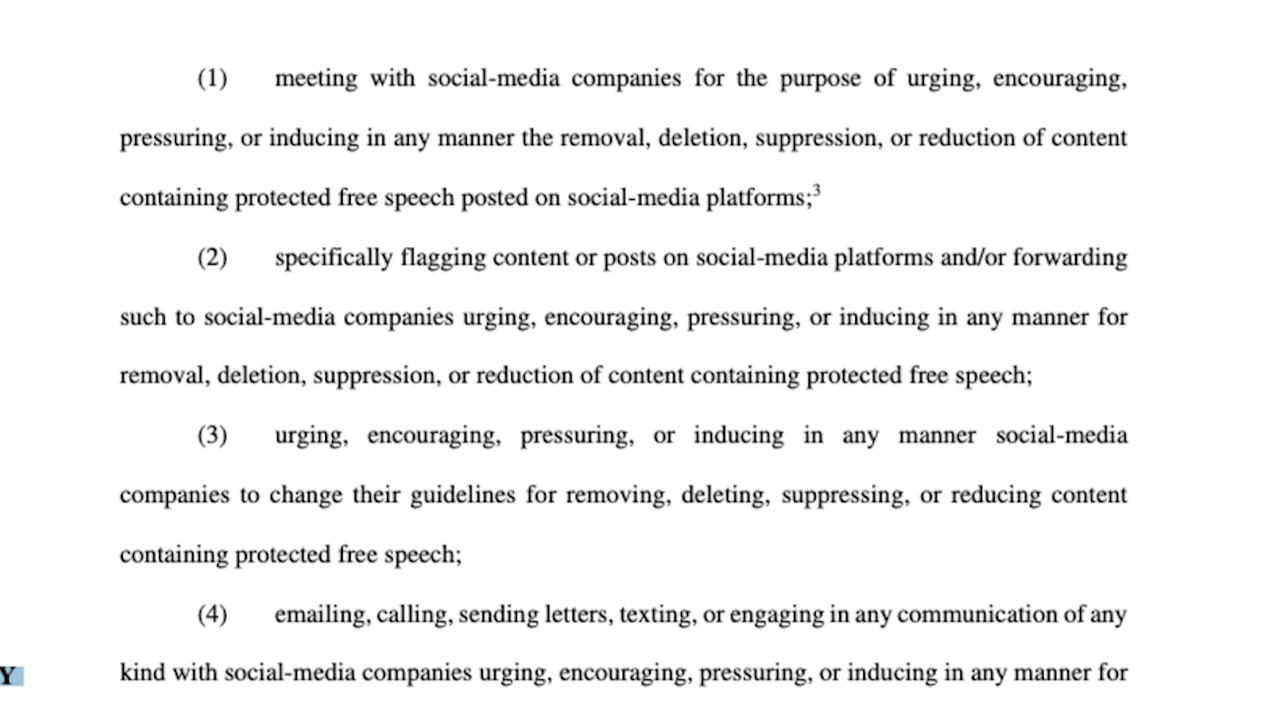 (1) meeting with social-media companies for the purpose of urging, encouraging,
pressuring, or inducing in any manner the removal, deletion, suppression, or reduction of content
containing protected free speech posted on social-media platforms;3
(2) specifically flagging content or posts on social-media platforms and/or forwarding
such to social-media companies urging, encouraging, pressuring, or inducing in any manner for
removal, deletion, suppression, or reduction of content containing protected free speech;
(3) urging, encouraging, pressuring, or inducing in any manner social-media
companies to change their guidelines for removing, deleting, suppressing, or reducing content
containing protected free speech;
(4) emailing, calling, sending letters, texting, or engaging in any communication of any
Y
kind with social-media companies urging, encouraging, pressuring, or inducing in any manner for